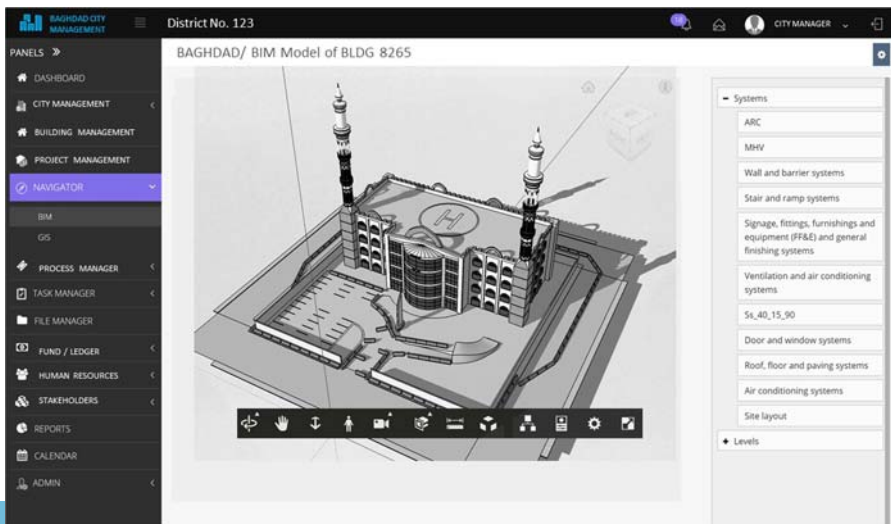 BAGHDAD CITY
MANAGEMENT
District No. 123
18
CITY MANAGER
PANELS
BAGHDAD/ BIM Model of BLDG 8265
DASHBOARD
CITY MANAGEMENT
BUILDING MANAGEMENT
PROJECT MANAGEMENT
NAVIGATOR
BIM
GIS
PROCESS MANAGER
TASK MANAGER
FILE MANAGER
FUND / LEDGER
HUMAN RESOURCES
STAKEHOLDERS
REPORTS
CALENDAR
ADMIN
H
Systems
ARC
MHV
Wall and barrier systems
Stair and ramp systems
Signage, fittings, furnishings and
equipment (FF&E) and general
finishing systems
Ventilation and air conditioning
systems
Ss_40_15_90
Door and window systems
Roof, floor and paving systems
Air conditioning systems
Site layout
Levels